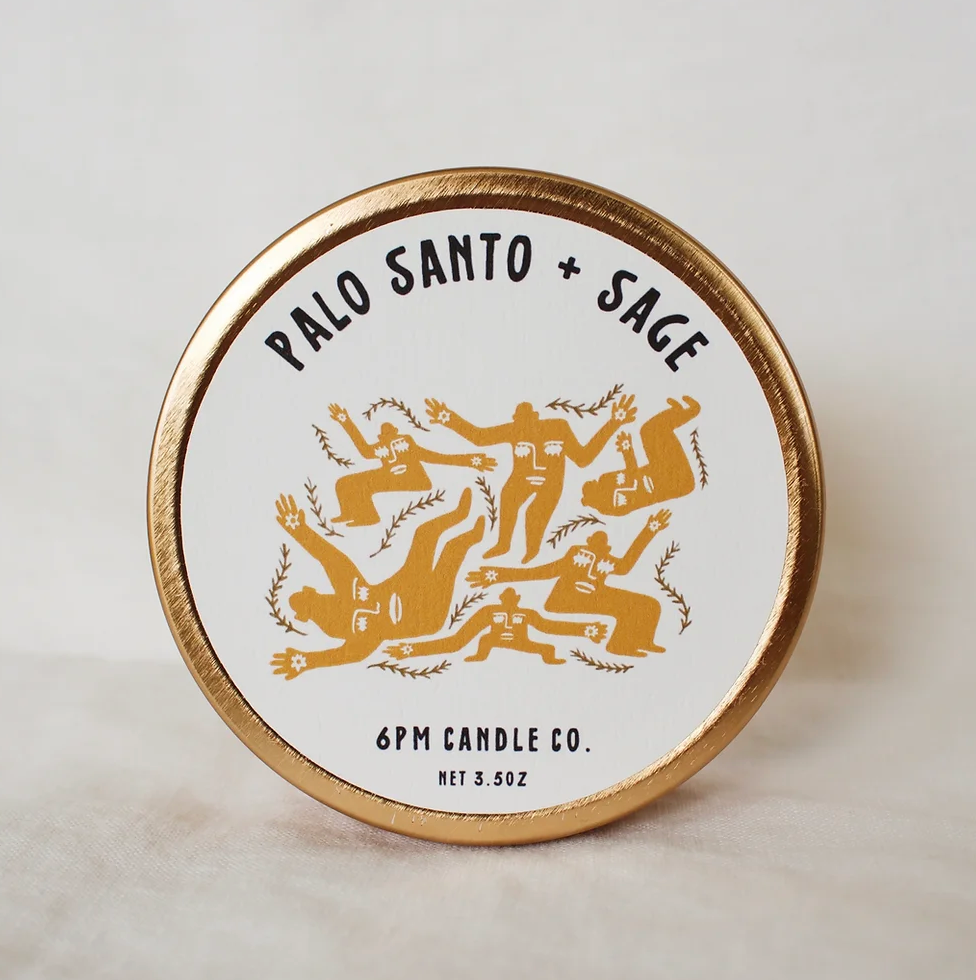 PALO SANTO + SAGE
6PM CANDLE CO.
NET 3.5OZ